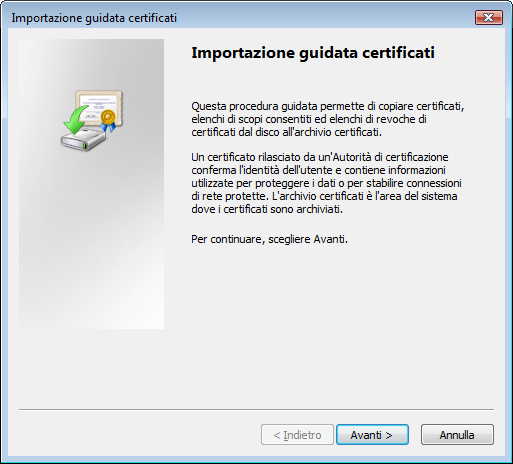 Importazione guidata certificati
Importazione guidata certificati
Questa procedura guidata permette di copiare certificati,
elenchi di scopi consentiti ed elenchi di revoche di
certificati dal disco all'archivio certificati.
Un certificato rilasciato da un'Autorità di certificazione
conferma l'identità dell'utente e contiene informazioni
utilizzate per proteggere i dati o per stabilire connessioni
di rete protette. L'archivio certificati è l'area del sistema
dove i certificati sono archiviati.
Per continuare, scegliere Avanti.
< Indietro
Avanti >
Annulla